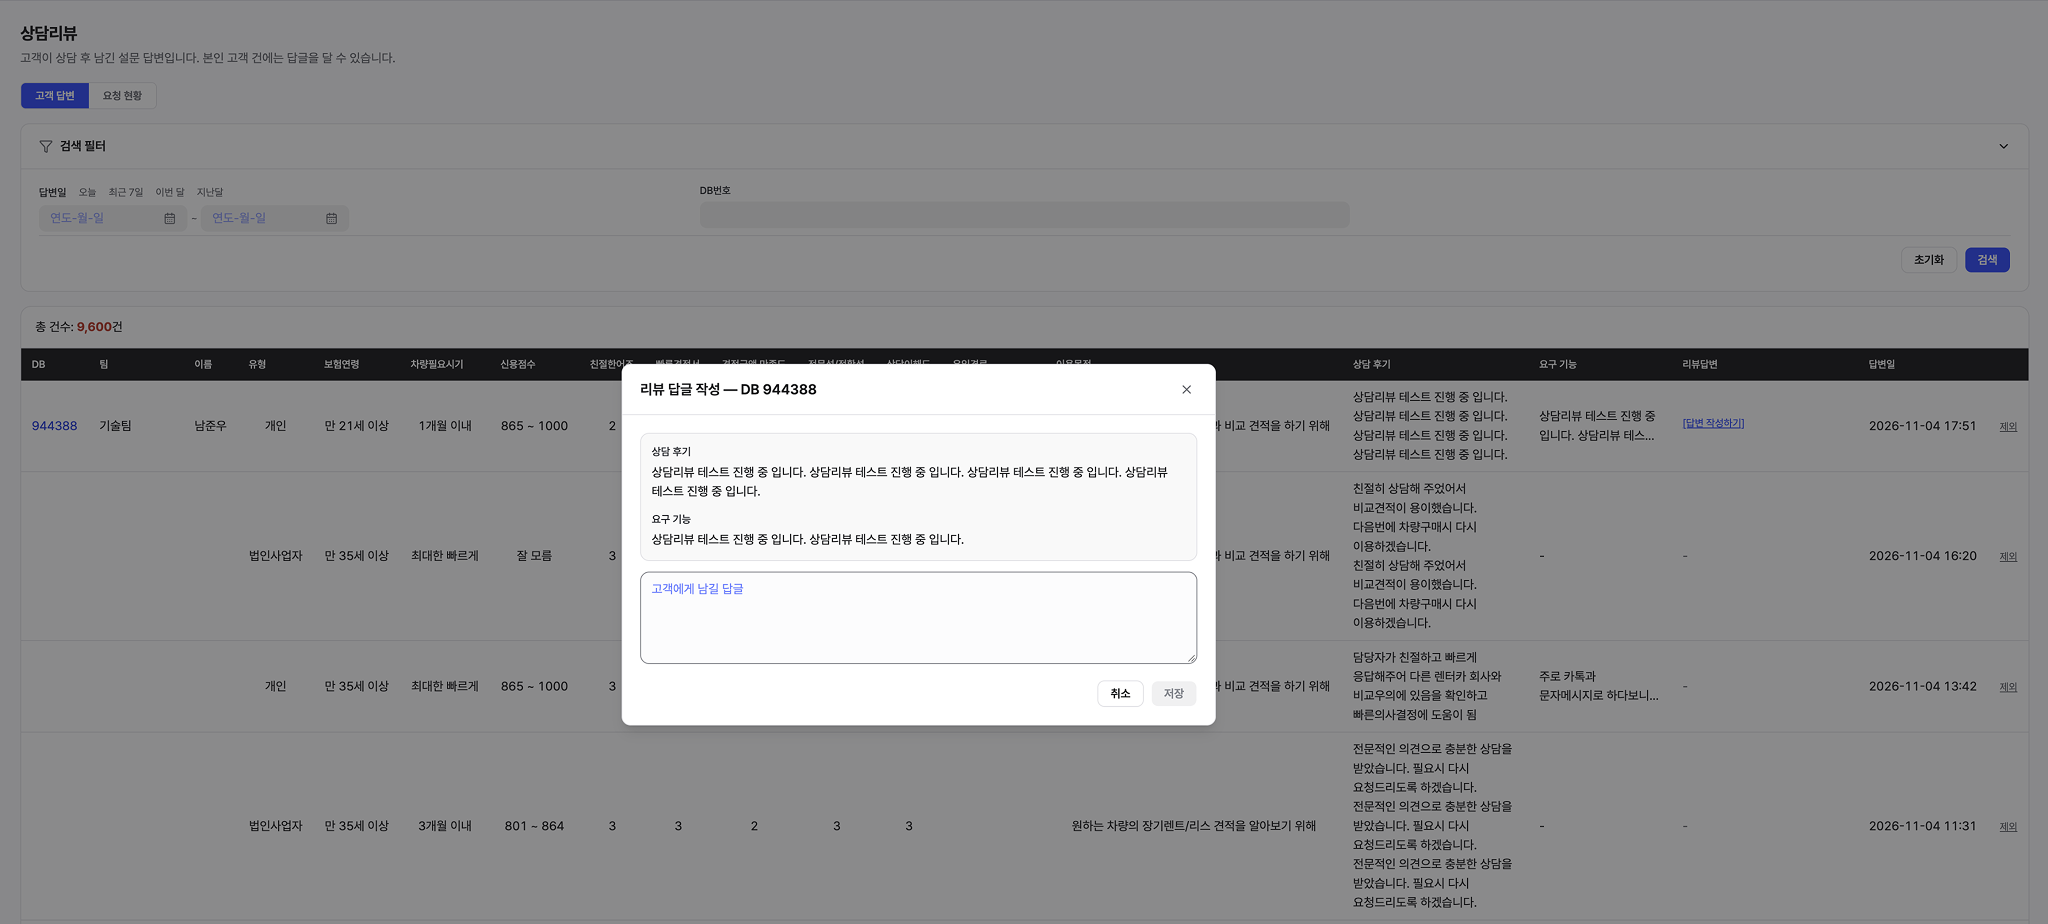 상담리뷰
고객이 상담 후 남긴 설문 답변입니다. 본인 고객 건에는 답글을 달 수 있습니다.
고객 답변 요청 현황
검색 필터
답변일 오늘 최근 7일 이번 달 지난달
DB번호
연도-월-일 - 연도-월-일
초기화 검색
총 건수: 9,600건
DB 팀 이름 유형 보험연령 차량필요시기 신용점수 상담 후기 요구 기능 리뷰답변 답변일
944388 기술팀 남준우 개인 만 21세 이상 1개월 이내 865 ~ 1000 2 비교 견적을 하기 위해
상담리뷰 테스트 진행 중 입니다.
상담리뷰 테스트 진행 중 입니다.
상담리뷰 테스트 진행 중 입니다.
상담리뷰 테스트 진행 중 입니다.
상담리뷰 테스트 진행 중
입니다. 상담리뷰 테스...
[답변 작성하기]
2026-11-04 17:51 제외
법인사업자 만 35세 이상 최대한 빠르게 잘 모름 3 비교 견적을 하기 위해
친절히 상담해 주었어서
비교견적이 용이했습니다.
다음번에 차량구매시 다시
이용하겠습니다.
친절히 상담해 주었어서
비교견적이 용이했습니다.
다음번에 차량구매시 다시
이용하겠습니다.
- - 2026-11-04 16:20 제외
개인 만 35세 이상 최대한 빠르게 865 ~ 1000 3 비교 견적을 하기 위해
담당자가 친절하고 빠르게
응답해주어 다른 렌터카 회사와
비교우의에 있음을 확인하고
빠른의사결정에 도움이 됨
주로 카톡과
문자메시지로 하다보니...
- 2026-11-04 13:42 제외
법인사업자 만 35세 이상 3개월 이내 801 ~ 864 3 3 2 3 3 원하는 차량의 장기렌트/리스 견적을 알아보기 위해
전문적인 의견으로 충분한 상담을
받았습니다. 필요시 다시
요청드리도록 하겠습니다.
전문적인 의견으로 충분한 상담을
받았습니다. 필요시 다시
요청드리도록 하겠습니다.
전문적인 의견으로 충분한 상담을
받았습니다. 필요시 다시
요청드리도록 하겠습니다.
- - 2026-11-04 11:31 제외
리뷰 답글 작성 — DB 944388
상담 후기
상담리뷰 테스트 진행 중 입니다. 상담리뷰 테스트 진행 중 입니다. 상담리뷰 테스트 진행 중 입니다. 상담리뷰
테스트 진행 중 입니다.
요구 기능
상담리뷰 테스트 진행 중 입니다. 상담리뷰 테스트 진행 중 입니다.
고객에게 남길 답글
취소 저장